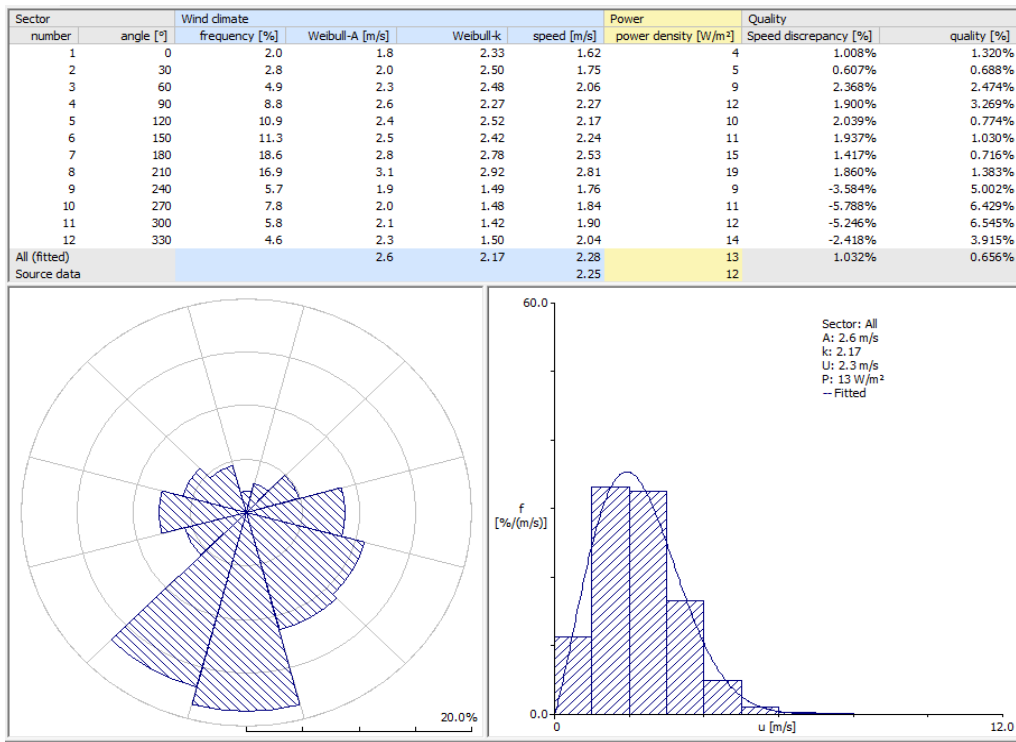 Sector Wind climate Power Quality
number angle [°] frequency [%] Weibull-A [m/s] Weibull-k speed [m/s] power density [W/m²] Speed discrepancy [%] quality [%]
1 0 2.0 1.8 2.33 1.62 4 1.008% 1.320%
2 30 2.8 2.0 2.50 1.75 5 0.607% 0.688%
3 60 4.9 2.3 2.48 2.06 9 2.368% 2.474%
4 90 8.8 2.6 2.27 2.27 12 1.900% 3.269%
5 120 10.9 2.4 2.52 2.17 10 2.039% 0.774%
6 150 11.3 2.5 2.42 2.24 11 1.937% 1.030%
7 180 18.6 2.8 2.78 2.53 15 1.417% 0.716%
8 210 16.9 3.1 2.92 2.81 19 1.860% 1.383%
9 240 5.7 1.9 1.49 1.76 9 -3.584% 5.002%
10 270 7.8 2.0 1.48 1.84 11 -5.788% 6.429%
11 300 5.8 2.1 1.42 1.90 12 -5.246% 6.545%
12 330 4.6 2.3 1.50 2.04 14 -2.418% 3.915%
All (fitted) 2.6 2.17 2.28 13 1.032% 0.656%
Source data 2.25 12
20.0%
60.0
Sector: All
A: 2.6 m/s
k: 2.17
U: 2.3 m/s
P: 13 W/m²
-- Fitted
f
[%/(m/s)]
0.0
0 u [m/s] 12.0